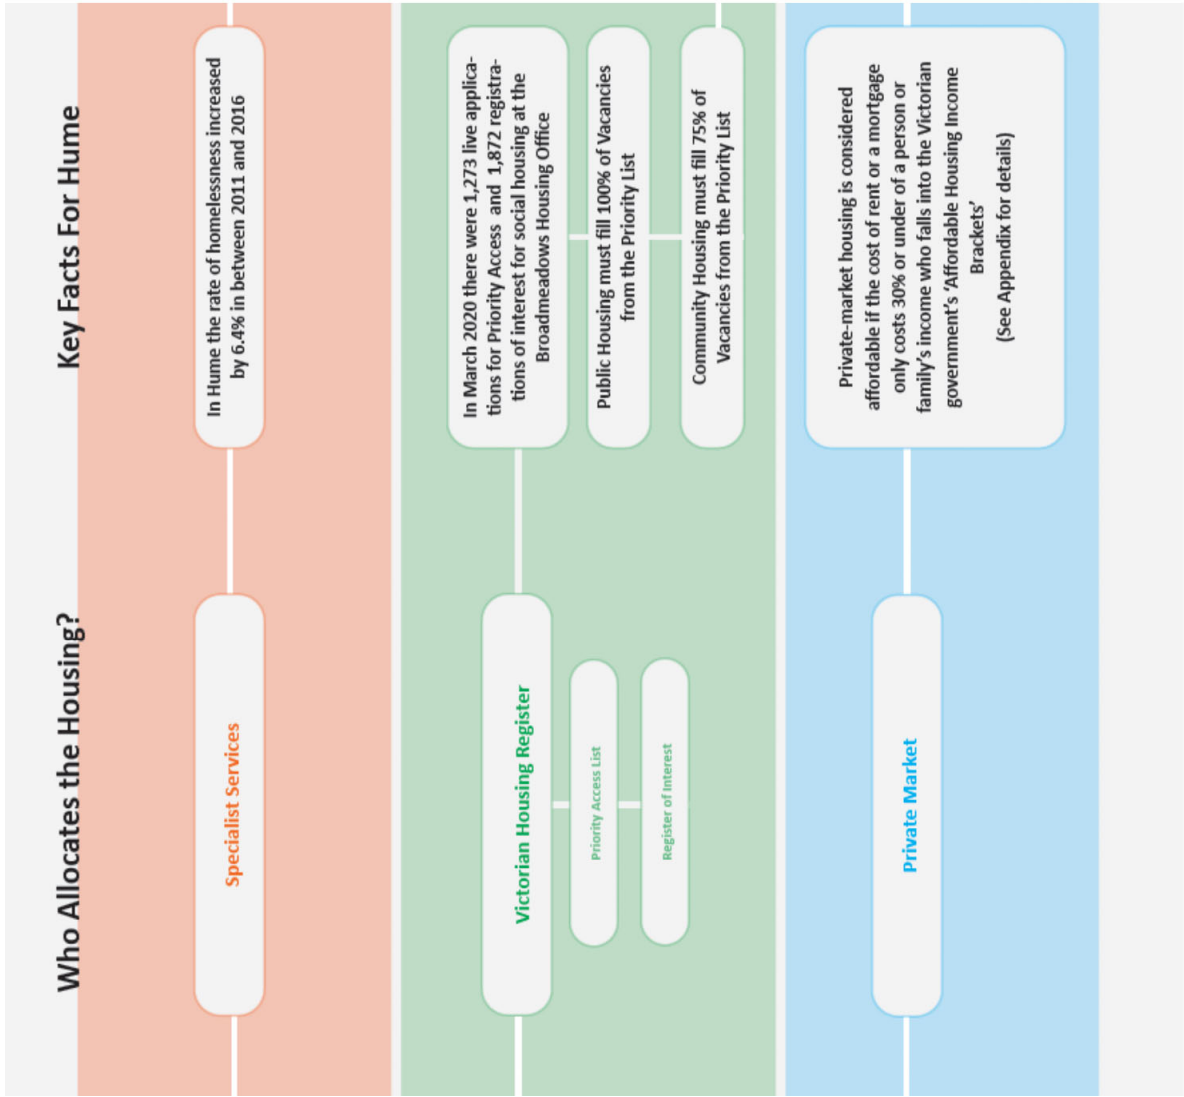 Who Allocates the Housing?
Key Facts For Hume
Specialist Services
In Hume the rate of homelessness increased
by 6.4% in between 2011 and 2016
Victorian Housing Register
Priority Access List
Register of Interest
In March 2020 there were 1,273 live applica-
tions for Priority Access and 1,872 registra-
tions of interest for social housing at the
Broadmeadows Housing Office
Public Housing must fill 100% of Vacancies
from the Priority List
Community Housing must fill 75% of
Vacancies from the Priority List
Private Market
Private-market housing is considered
affordable if the cost of rent or a mortgage
only costs 30% or under of a person or
family's income who falls into the Victorian
government's 'Affordable Housing Income
Brackets'
(See Appendix for details)